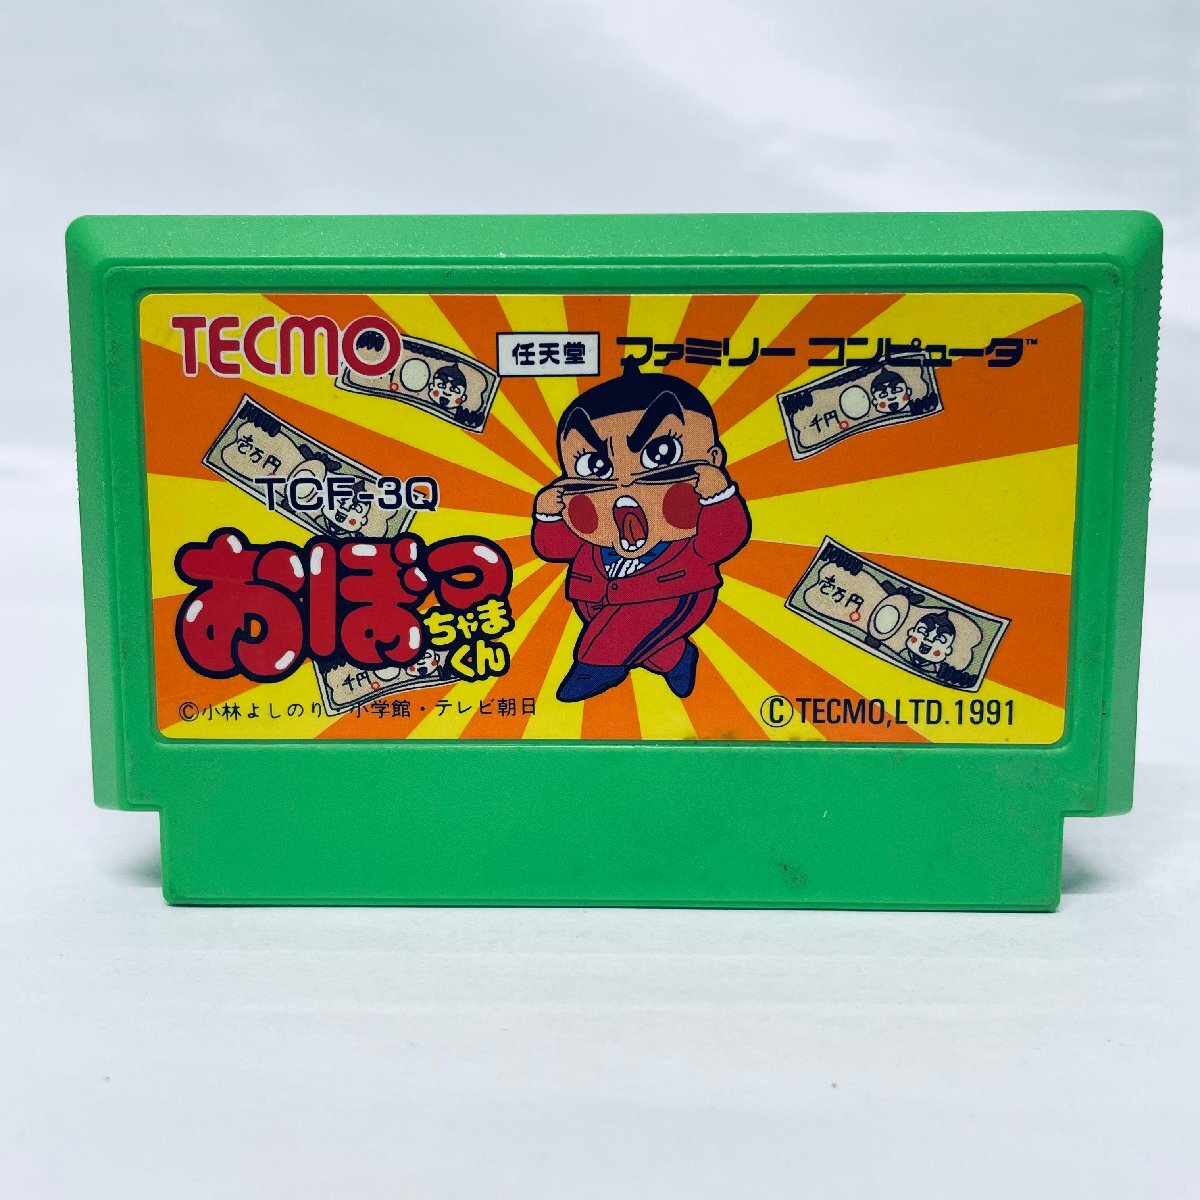 TECMO
任天堂 ファミリーコンピュータ™
千円
壱万円
TCF-3Q
おぼっちゃまくん
壱万円
千円
©小林よしのり・小学館・テレビ朝日
©TECMO,LTD.1991